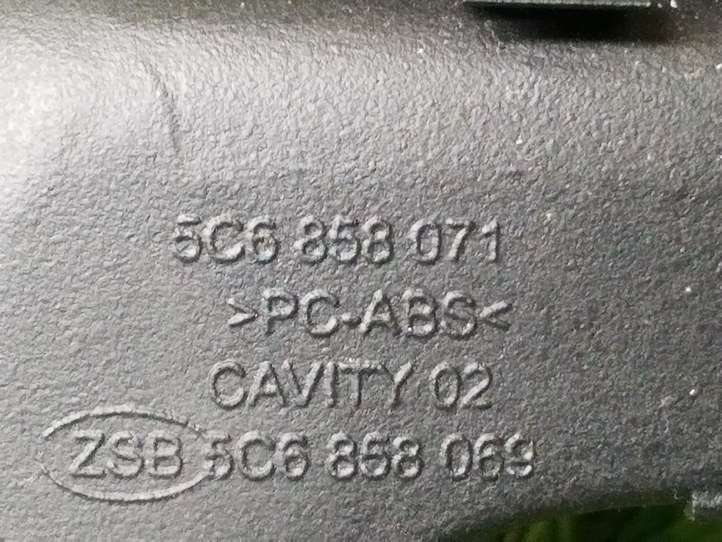 5C6 858 071
>PC-ABS<
CAVITY 02
ZSB 5C6 858 069